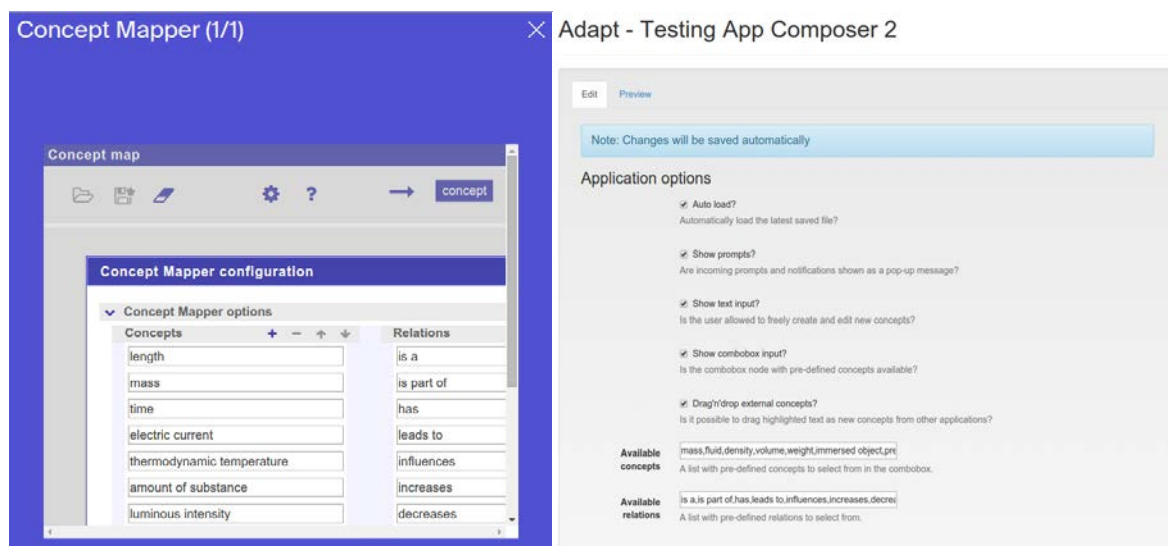 Concept Mapper (1/1)
Concept map
?
concept
Concept Mapper configuration
Concept Mapper options
Concepts
Relations
length
is a
mass
is part of
time
has
electric current
leads to
thermodynamic temperature
influences
amount of substance
increases
luminous intensity
decreases
Adapt - Testing App Composer 2
Edit Preview
Note: Changes will be saved automatically
Application options
Auto load?
Automatically load the latest saved file?
Show prompts?
Are incoming prompts and notifications shown as a pop-up message?
Show text input?
Is the user allowed to freely create and edit new concepts?
Show combobox input?
Is the combobox node with pre-defined concepts available?
Drag'n'drop external concepts?
Is it possible to drag highlighted text as new concepts from other applications?
Available concepts
mass,fluid,density,volume,weight,immersed object,pre
A list with pre-defined concepts to select from in the combobox.
Available relations
is a,is part of,has,leads to,influences,increases,decrea
A list with pre-defined relations to select from.